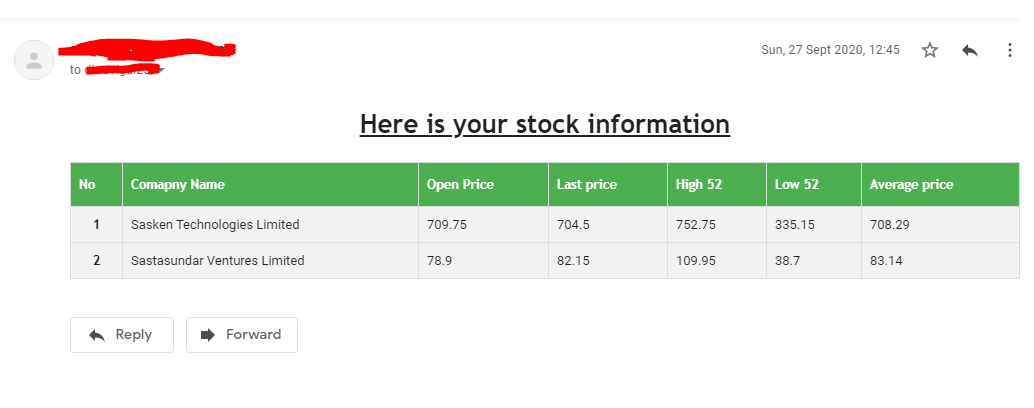 Sun, 27 Sept 2020, 12:45
to
Here is your stock information
No Comapny Name Open Price Last price High 52 Low 52 Average price
1 Sasken Technologies Limited 709.75 704.5 752.75 335.15 708.29
2 Sastasundar Ventures Limited 78.9 82.15 109.95 38.7 83.14
Reply Forward